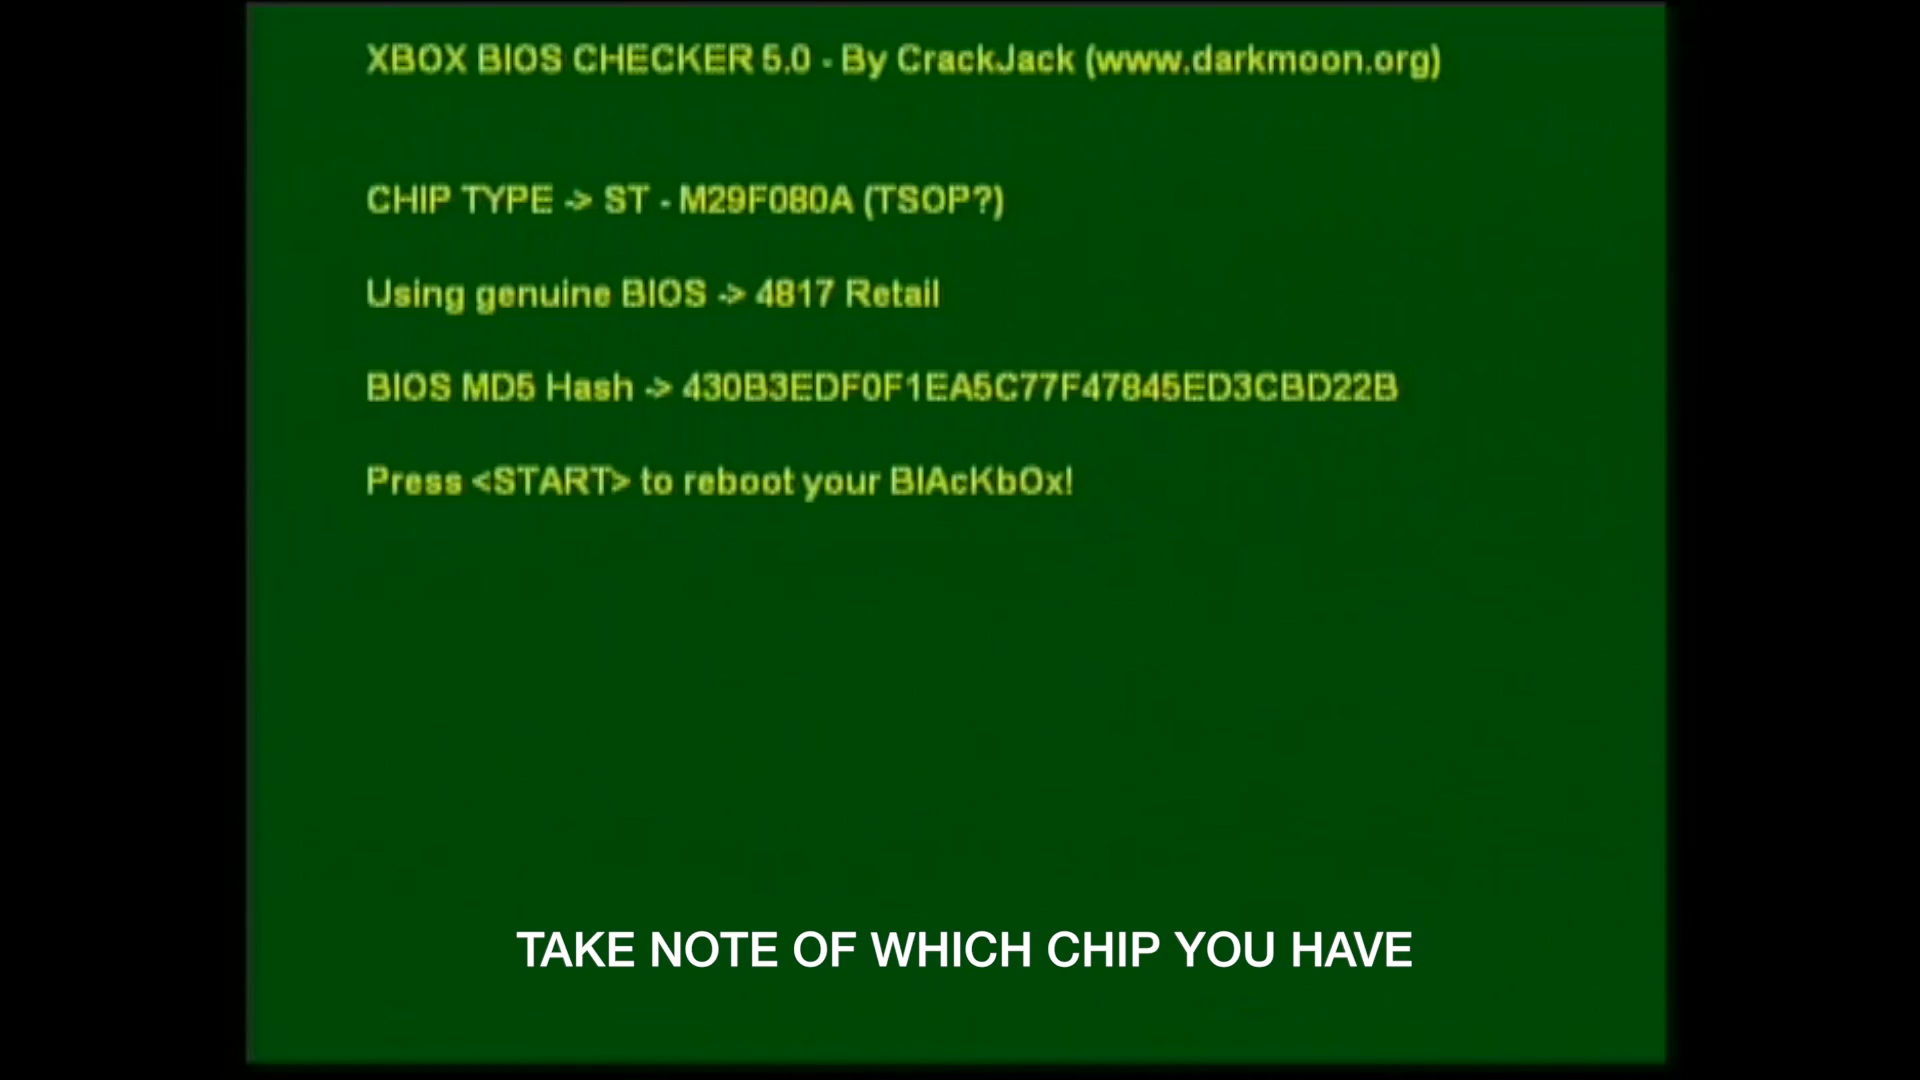 XBOX BIOS CHECKER 5.0 - By CrackJack (www.darkmoon.org)
CHIP TYPE -> ST - M29F080A (TSOP?)
Using genuine BIOS -> 4817 Retail
BIOS MD5 Hash -> 430B3EDF0F1EA5C77F47845ED3CBD22B
Press <START> to reboot your BlAcKbOx!
TAKE NOTE OF WHICH CHIP YOU HAVE